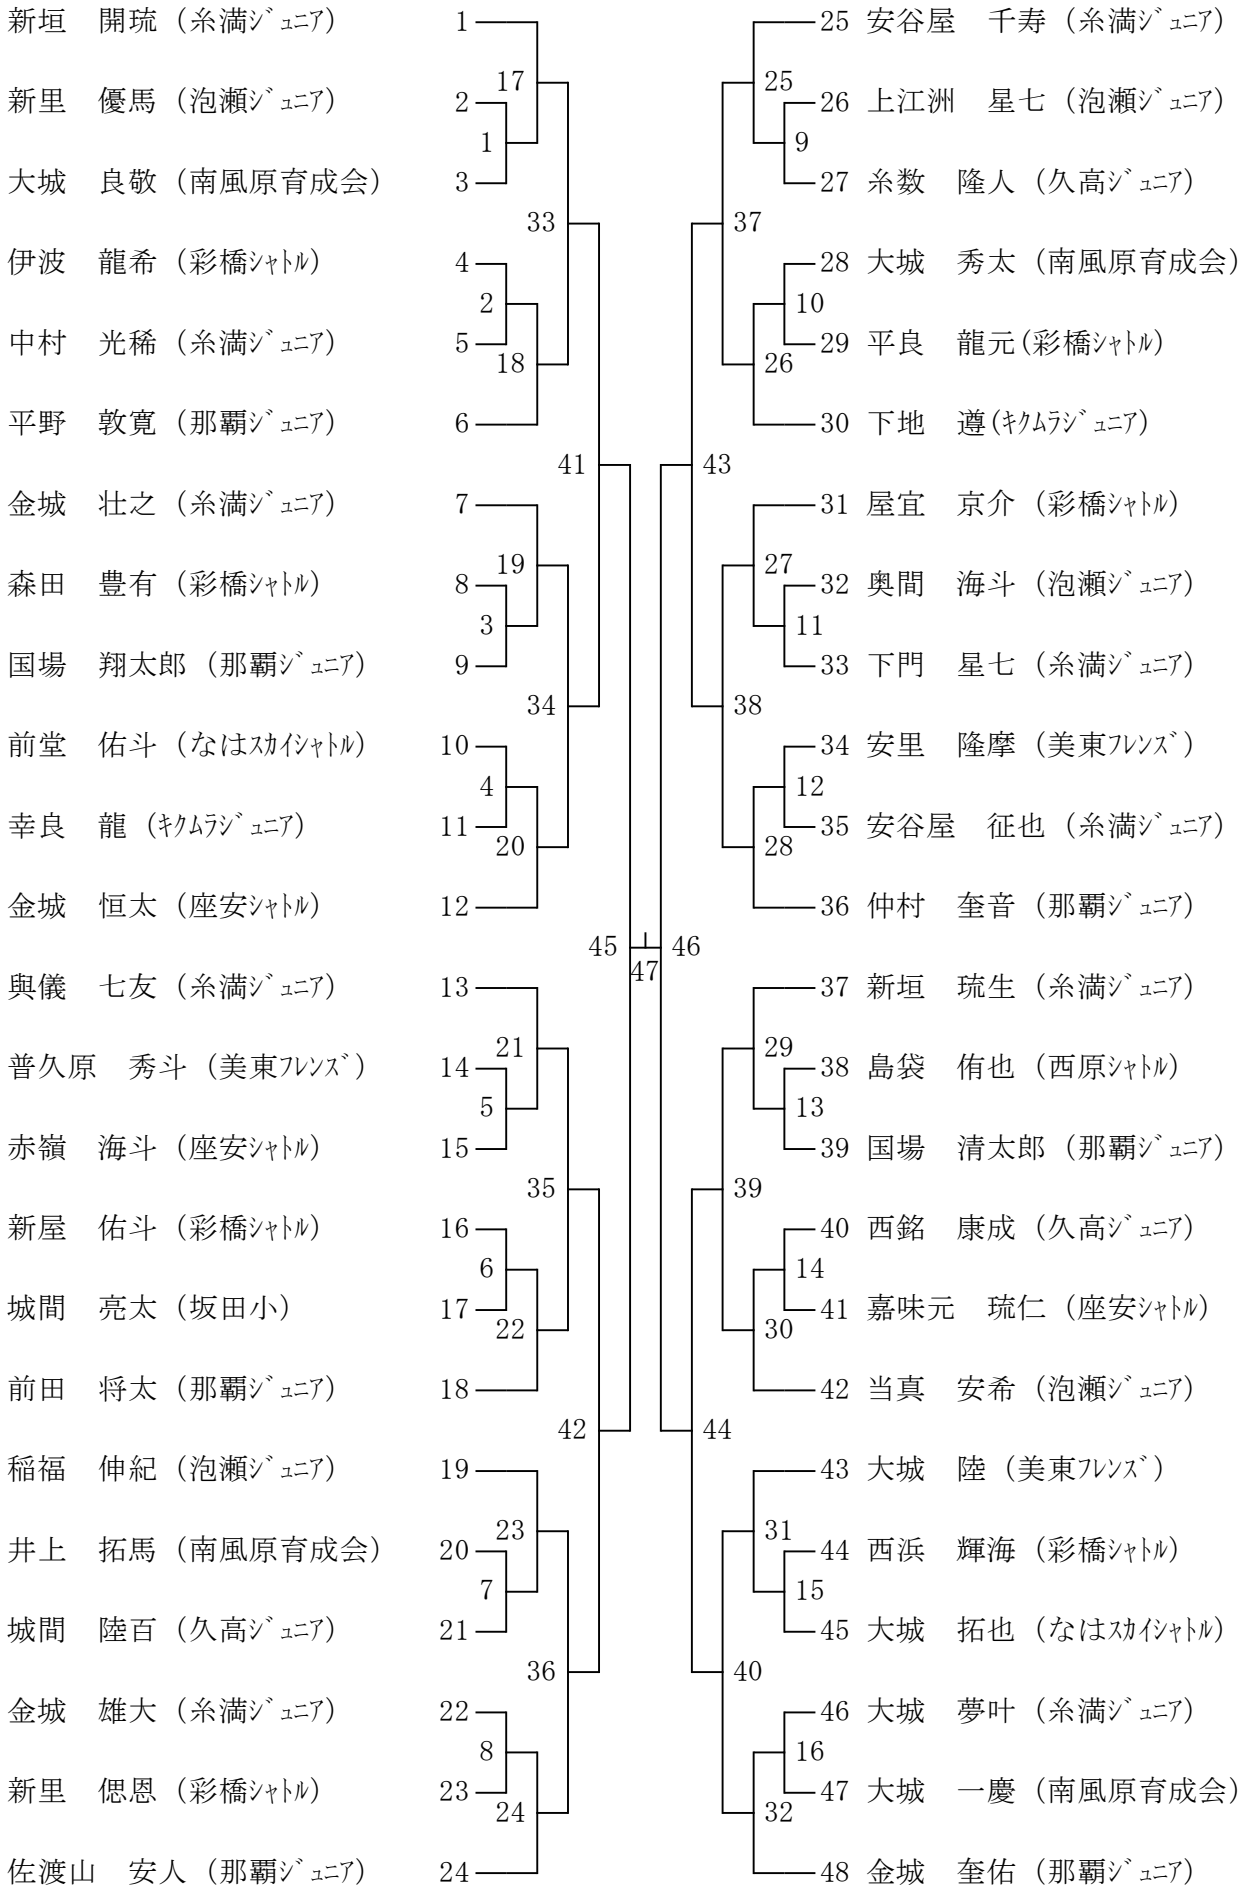 新垣　開琉（糸満ｼﾞｭﾆｱ） 1
17
新里　優馬（泡瀬ｼﾞｭﾆｱ） 2
1
大城　良敬（南風原育成会） 3
33
伊波　龍希（彩橋ｼｬﾄﾙ） 4
2
中村　光稀（糸満ｼﾞｭﾆｱ） 5
18
平野　敦寛（那覇ｼﾞｭﾆｱ） 6
41
金城　壮之（糸満ｼﾞｭﾆｱ） 7
19
森田　豊有（彩橋ｼｬﾄﾙ） 8
3
国場　翔太郎（那覇ｼﾞｭﾆｱ） 9
34
前堂　佑斗（なはｽｶｲｼｬﾄﾙ） 10
4
幸良　龍（ｷｸﾑﾗｼﾞｭﾆｱ） 11
20
金城　恒太（座安ｼｬﾄﾙ） 12
45
與儀　七友（糸満ｼﾞｭﾆｱ） 13
21
普久原　秀斗（美東ﾌﾚﾝｽﾞ） 14
5
赤嶺　海斗（座安ｼｬﾄﾙ） 15
35
新屋　佑斗（彩橋ｼｬﾄﾙ） 16
6
城間　亮太（坂田小） 17
22
前田　将太（那覇ｼﾞｭﾆｱ） 18
42
稲福　伸紀（泡瀬ｼﾞｭﾆｱ） 19
23
井上　拓馬（南風原育成会） 20
7
城間　陸百（久高ｼﾞｭﾆｱ） 21
36
金城　雄大（糸満ｼﾞｭﾆｱ） 22
8
新里　偲恩（彩橋ｼｬﾄﾙ） 23
24
佐渡山　安人（那覇ｼﾞｭﾆｱ） 24
47
25 安谷屋　千寿（糸満ｼﾞｭﾆｱ）
25
26 上江洲　星七（泡瀬ｼﾞｭﾆｱ）
9
27 糸数　隆人（久高ｼﾞｭﾆｱ）
37
28 大城　秀太（南風原育成会）
10
29 平良　龍元(彩橋ｼｬﾄﾙ）
26
30 下地　遵(ｷｸﾑﾗｼﾞｭﾆｱ）
43
31 屋宜　京介（彩橋ｼｬﾄﾙ）
27
32 奥間　海斗（泡瀬ｼﾞｭﾆｱ）
11
33 下門　星七（糸満ｼﾞｭﾆｱ）
38
34 安里　隆摩（美東ﾌﾚﾝｽﾞ）
12
35 安谷屋　征也（糸満ｼﾞｭﾆｱ）
28
36 仲村　奎音（那覇ｼﾞｭﾆｱ）
46
37 新垣　琉生（糸満ｼﾞｭﾆｱ）
29
38 島袋　侑也（西原ｼｬﾄﾙ）
13
39 国場　清太郎（那覇ｼﾞｭﾆｱ）
39
40 西銘　康成（久高ｼﾞｭﾆｱ）
14
41 嘉味元　琉仁（座安ｼｬﾄﾙ）
30
42 当真　安希（泡瀬ｼﾞｭﾆｱ）
44
43 大城　陸（美東ﾌﾚﾝｽﾞ）
31
44 西浜　輝海（彩橋ｼｬﾄﾙ）
15
45 大城　拓也（なはｽｶｲｼｬﾄﾙ）
40
46 大城　夢叶（糸満ｼﾞｭﾆｱ）
16
47 大城　一慶（南風原育成会）
32
48 金城　奎佑（那覇ｼﾞｭﾆｱ）